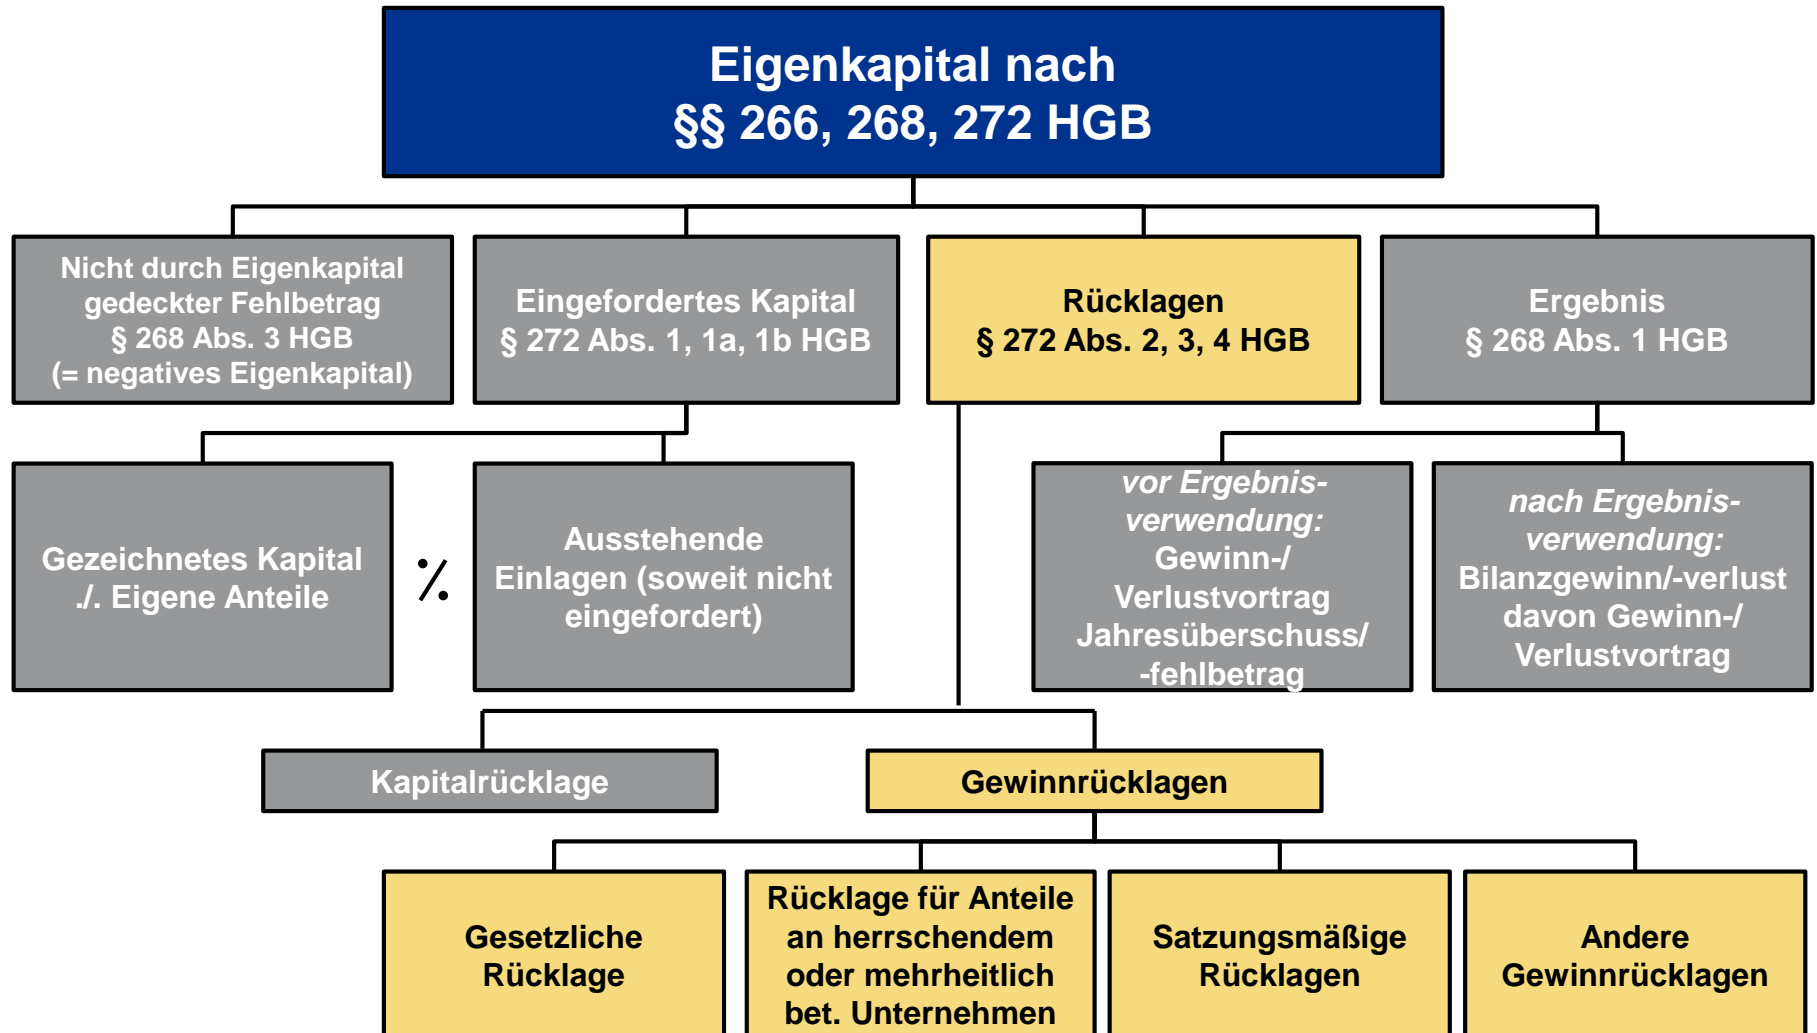 Eigenkapital nach
§§ 266, 268, 272 HGB
Nicht durch Eigenkapital
gedeckter Fehlbetrag
§ 268 Abs. 3 HGB
(= negatives Eigenkapital)
Eingefordertes Kapital
§ 272 Abs. 1, 1a, 1b HGB
Rücklagen
§ 272 Abs. 2, 3, 4 HGB
Ergebnis
§ 268 Abs. 1 HGB
Gezeichnetes Kapital
./. Eigene Anteile
⁒
Ausstehende
Einlagen (soweit nicht
eingefordert)
vor Ergebnis-
verwendung:
Gewinn-/
Verlustvortrag
Jahresüberschuss/
-fehlbetrag
nach Ergebnis-
verwendung:
Bilanzgewinn/-verlust
davon Gewinn-/
Verlustvortrag
Kapitalrücklage
Gewinnrücklagen
Gesetzliche
Rücklage
Rücklage für Anteile
an herrschendem
oder mehrheitlich
bet. Unternehmen
Satzungsmäßige
Rücklagen
Andere
Gewinnrücklagen